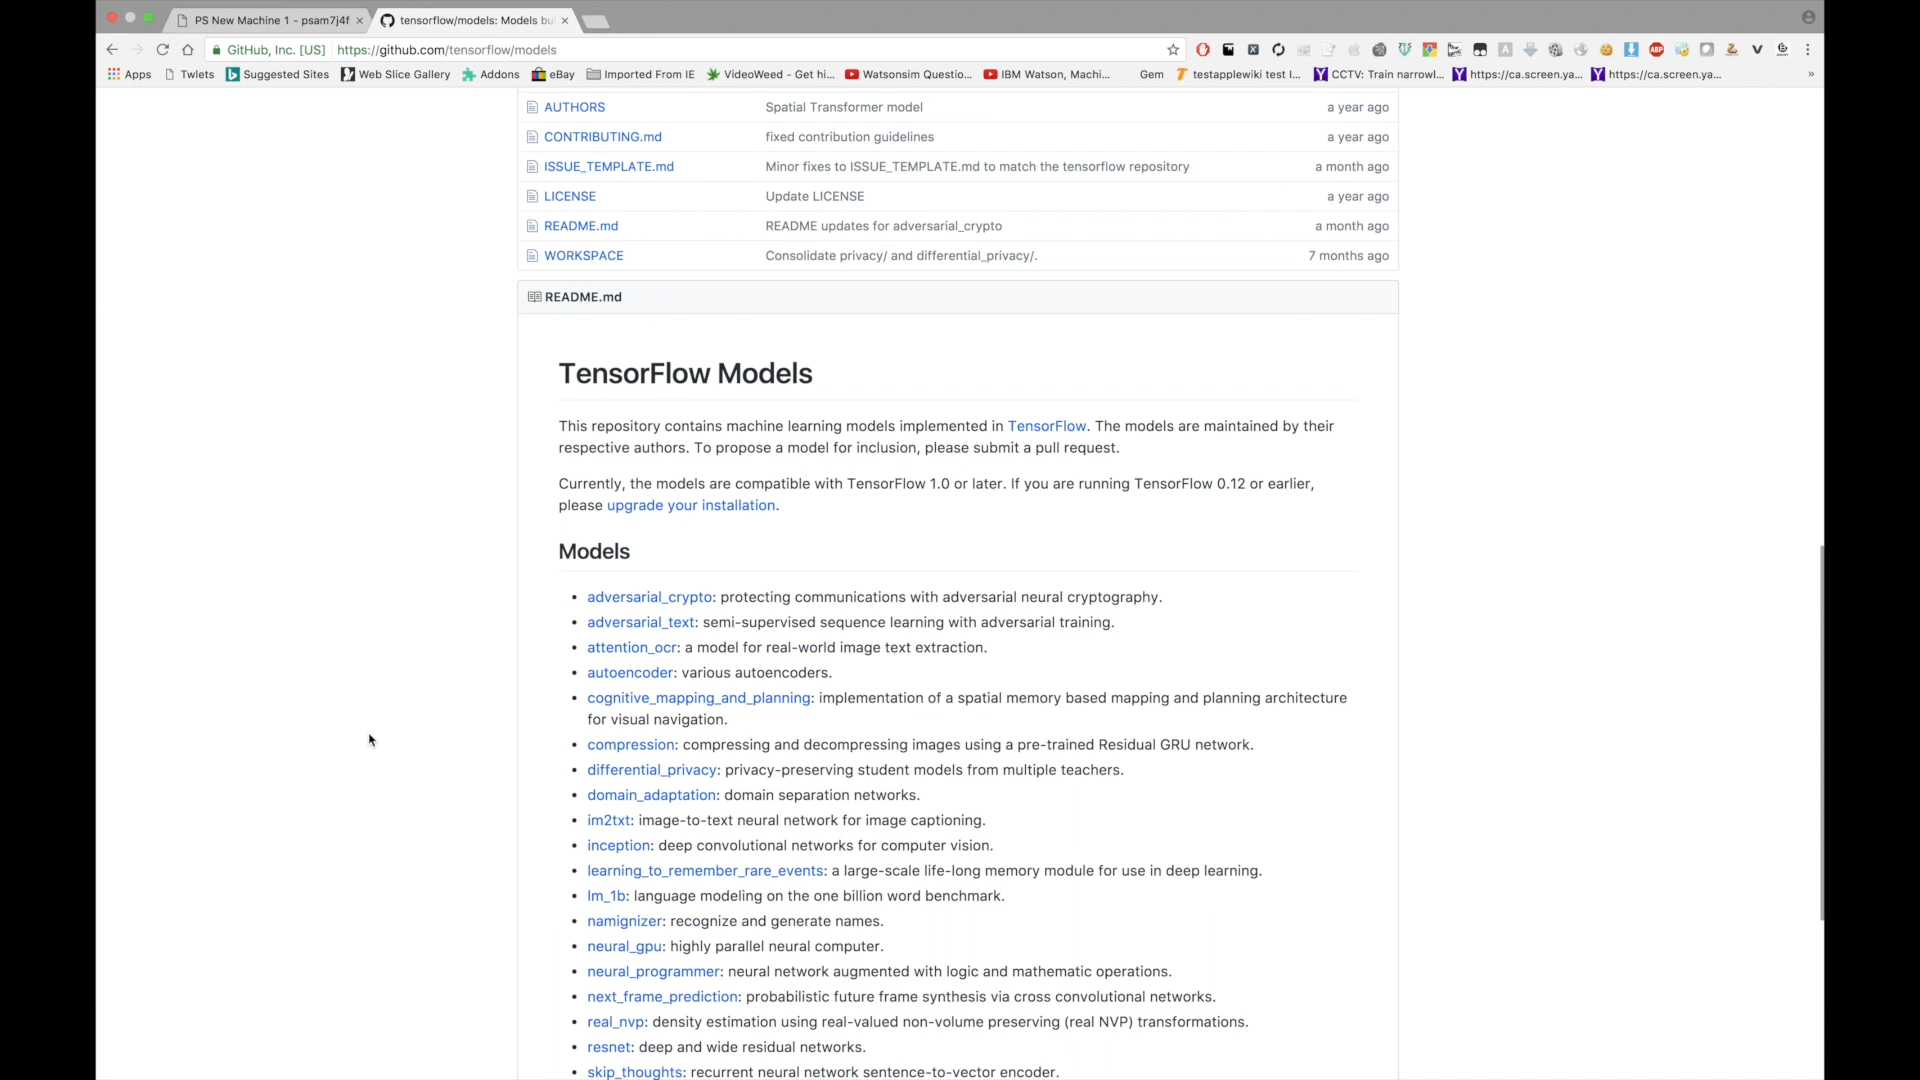 PS New Machine 1 - psam7j4f
tensorflow/models: Models bu
GitHub, Inc. [US] https://github.com/tensorflow/models
Apps Twlets Suggested Sites Web Slice Gallery Addons eBay Imported From IE VideoWeed - Get hi... Watsonsim Questio... IBM Watson, Machi... Gem testapplewiki test I... CCTV: Train narrowl... https://ca.screen.ya... https://ca.screen.ya... »
AUTHORS Spatial Transformer model a year ago
CONTRIBUTING.md fixed contribution guidelines a year ago
ISSUE_TEMPLATE.md Minor fixes to ISSUE_TEMPLATE.md to match the tensorflow repository a month ago
LICENSE Update LICENSE a year ago
README.md README updates for adversarial_crypto a month ago
WORKSPACE Consolidate privacy/ and differential_privacy/. 7 months ago
README.md
TensorFlow Models
This repository contains machine learning models implemented in TensorFlow. The models are maintained by their
respective authors. To propose a model for inclusion, please submit a pull request.
Currently, the models are compatible with TensorFlow 1.0 or later. If you are running TensorFlow 0.12 or earlier,
please upgrade your installation.
Models
• adversarial_crypto: protecting communications with adversarial neural cryptography.
• adversarial_text: semi-supervised sequence learning with adversarial training.
• attention_ocr: a model for real-world image text extraction.
• autoencoder: various autoencoders.
• cognitive_mapping_and_planning: implementation of a spatial memory based mapping and planning architecture
for visual navigation.
• compression: compressing and decompressing images using a pre-trained Residual GRU network.
• differential_privacy: privacy-preserving student models from multiple teachers.
• domain_adaptation: domain separation networks.
• im2txt: image-to-text neural network for image captioning.
• inception: deep convolutional networks for computer vision.
• learning_to_remember_rare_events: a large-scale life-long memory module for use in deep learning.
• lm_1b: language modeling on the one billion word benchmark.
• namignizer: recognize and generate names.
• neural_gpu: highly parallel neural computer.
• neural_programmer: neural network augmented with logic and mathematic operations.
• next_frame_prediction: probabilistic future frame synthesis via cross convolutional networks.
• real_nvp: density estimation using real-valued non-volume preserving (real NVP) transformations.
• resnet: deep and wide residual networks.
• skip_thoughts: recurrent neural network sentence-to-vector encoder.